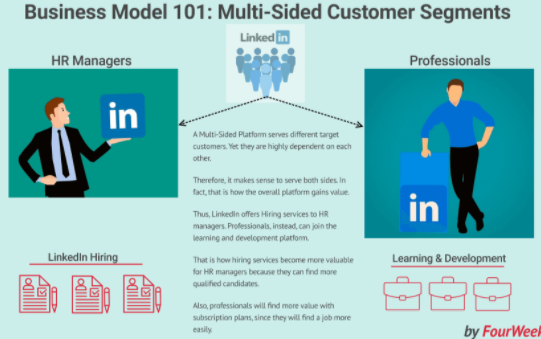 Business Model 101: Multi-Sided Customer Segments
Linked in
HR Managers
Professionals
in
in
A Multi-Sided Platform serves different target
customers. Yet they are highly dependent on each
other.
Therefore, it makes sense to serve both sides. In
fact, that is how the overall platform gains value.
Thus, LinkedIn offers Hiring services to HR
managers. Professionals, instead, can join the
learning and development platform.
That is how hiring services become more valuable
for HR managers because they can find more
qualified candidates.
Also, professionals will find more value with
subscription plans, since they will find a job more
easily.
LinkedIn Hiring
Learning & Development
by FourWeek